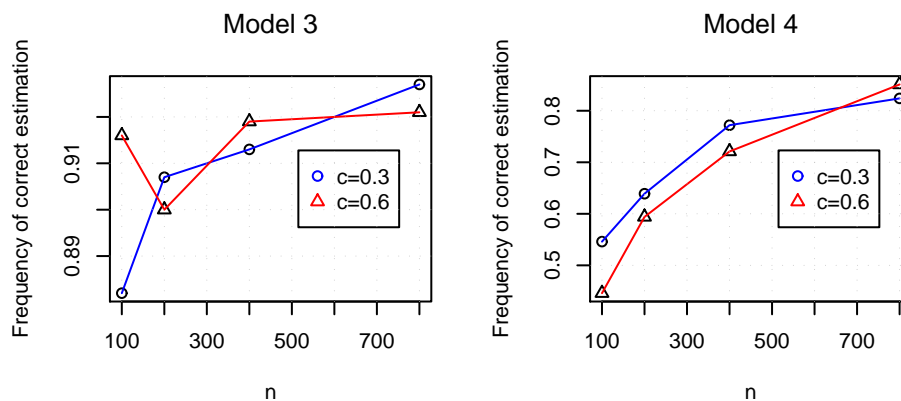 Model 3
Frequency of correct estimation
0.89
0.91
c=0.3
c=0.6
100
300
500
700
n
Model 4
Frequency of correct estimation
0.5
0.6
0.7
0.8
c=0.3
c=0.6
100
300
500
700
n